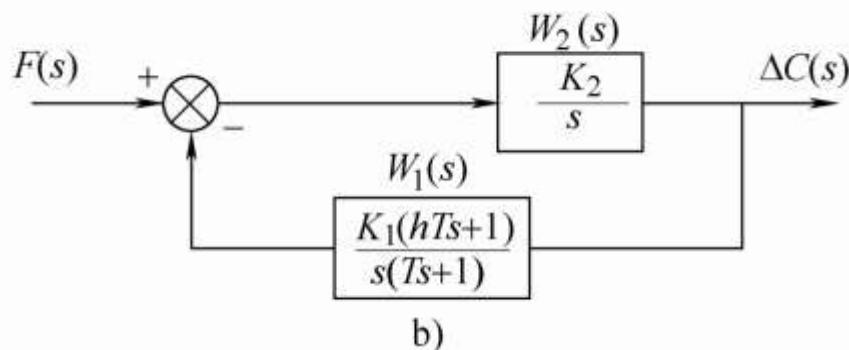 W₂(s)
F(s)
+
K₂
s
ΔC(s)
−
W₁(s)
K₁(hTs+1)
s(Ts+1)
b)